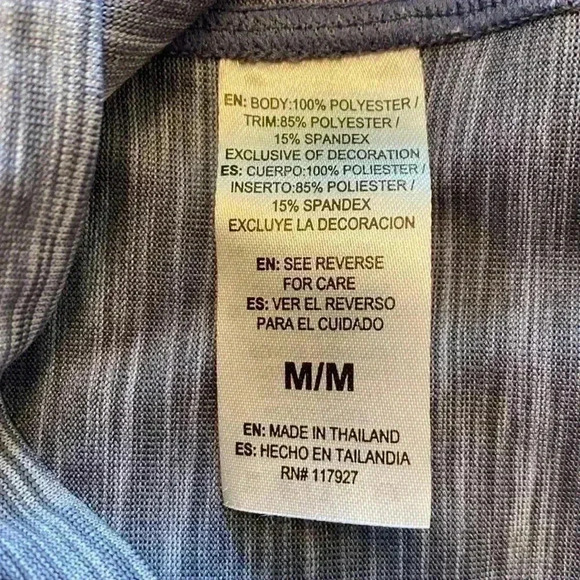 EN: BODY:100% POLYESTER /
TRIM:85% POLYESTER /
15% SPANDEX
EXCLUSIVE OF DECORATION
ES: CUERPO:100% POLIESTER /
INSERTO:85% POLIESTER /
15% SPANDEX
EXCLUYE LA DECORACION
EN: SEE REVERSE
FOR CARE
ES: VER EL REVERSO
PARA EL CUIDADO
M/M
EN: MADE IN THAILAND
ES: HECHO EN TAILANDIA
RN# 117927